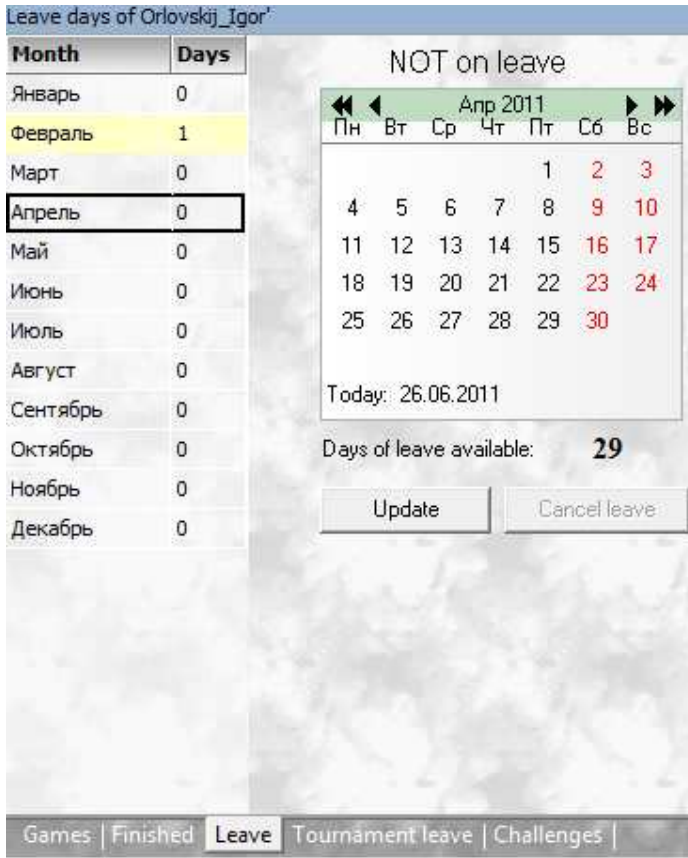 Leave days of Orlovskij_Igor'
Month Days
Январь 0
Февраль 1
Март 0
Апрель 0
Май 0
Июнь 0
Июль 0
Август 0
Сентябрь 0
Октябрь 0
Ноябрь 0
Декабрь 0
NOT on leave
Апр 2011
Пн Вт Ср Чт Пт Сб Вс
1 2 3
4 5 6 7 8 9 10
11 12 13 14 15 16 17
18 19 20 21 22 23 24
25 26 27 28 29 30
Today: 26.06.2011
Days of leave available: 29
Update Cancel leave
Games | Finished Leave Tournament leave | Challenges |